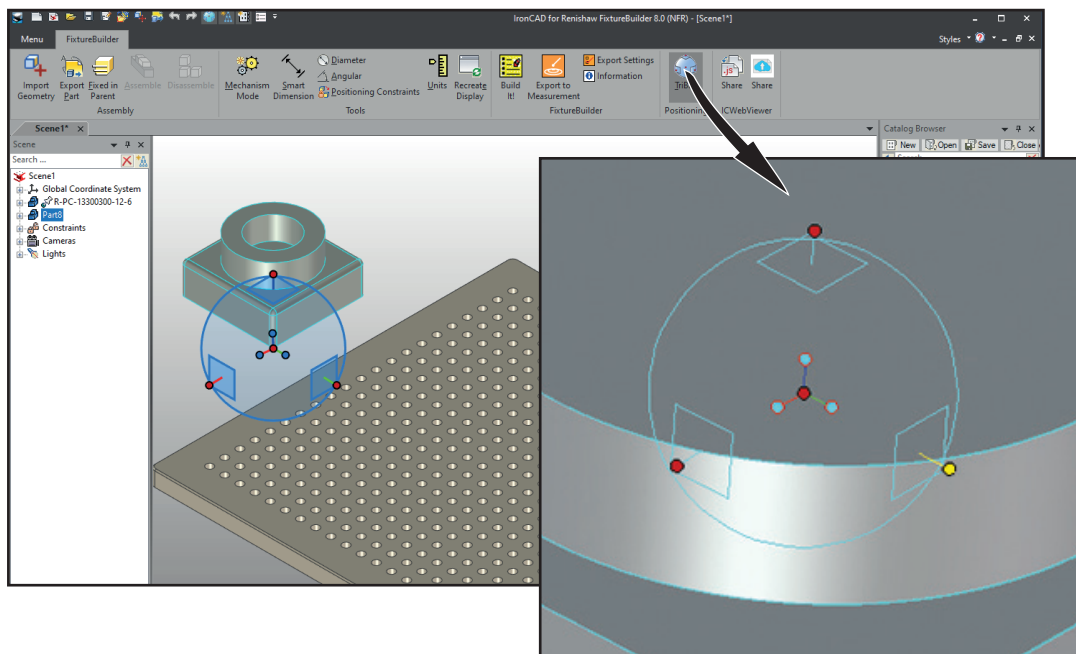 IronCAD for Renishaw FixtureBuilder 8.0 (NFR) - [Scene1*]
Menu FixtureBuilder Styles
Import Geometry
Export Part
Fixed in Parent
Assemble
Disassemble
Assembly
Mechanism Mode
Smart Dimension
Diameter
Angular
Positioning Constraints
Tools
Units
Recreate Display
Build It!
Export to Measurement
Export Settings
Information
FixtureBuilder
Positioning
Share
Share
ICWebViewer
Scene1*
Scene
Search ...
Scene1
Global Coordinate System
R-PC-13300300-12-6
Part8
Constraints
Cameras
Lights
Catalog Browser
New Open Save Close